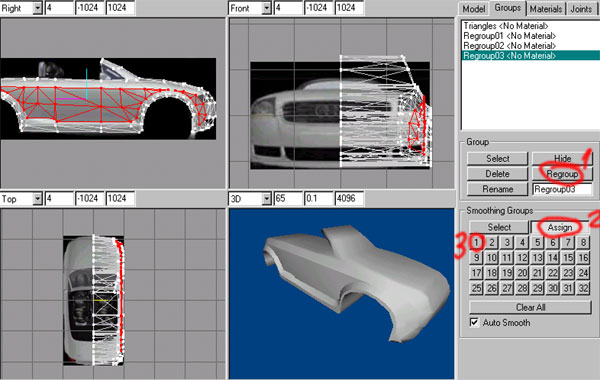 Right 4 -1024 1024
Front 4 -1024 1024
Model Groups Materials Joints
Triangles <No Material>
Regroup01 <No Material>
Regroup02 <No Material>
Regroup03 <No Material>
Group
Select Hide
1
Delete Regroup
Rename Regroup03
Top 4 -1024 1024
3D 65 0.1 4096
Smoothing Groups
2
Select Assign
3
1 2 3 4 5 6 7 8
9 10 11 12 13 14 15 16
17 18 19 20 21 22 23 24
25 26 27 28 29 30 31 32
Clear All
Auto Smooth